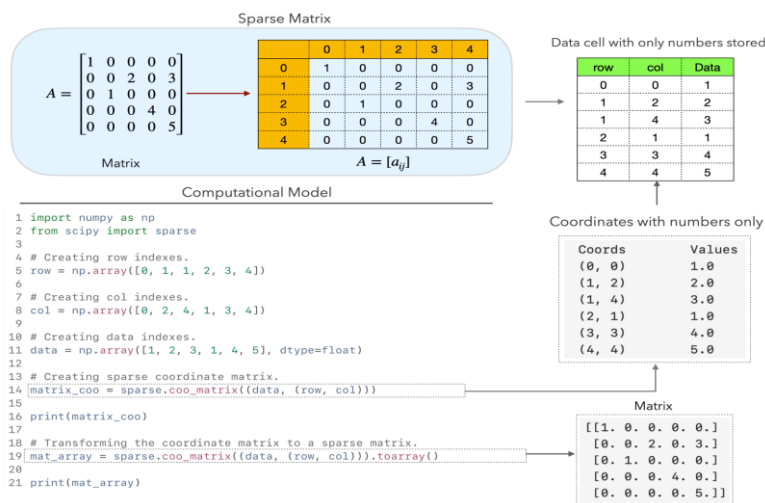 Sparse Matrix
A = [1 0 0 0 0
0 0 2 0 3
0 1 0 0 0
0 0 0 4 0
0 0 0 0 5]
Matrix
0 1 2 3 4
0 1 0 0 0 0
1 0 0 2 0 3
2 0 1 0 0 0
3 0 0 0 4 0
4 0 0 0 0 5
A = [aij]
Data cell with only numbers stored
row col Data
0 0 1
1 2 2
1 4 3
2 1 1
3 3 4
4 4 5
Computational Model
1 import numpy as np
2 from scipy import sparse
3
4 # Creating row indexes.
5 row = np.array([0, 1, 1, 2, 3, 4])
6
7 # Creating col indexes.
8 col = np.array([0, 2, 4, 1, 3, 4])
9
10 # Creating data indexes.
11 data = np.array([1, 2, 3, 1, 4, 5], dtype=float)
12
13 # Creating sparse coordinate matrix.
14 matrix_coo = sparse.coo_matrix((data, (row, col)))
15
16 print(matrix_coo)
17
18 # Transforming the coordinate matrix to a sparse matrix.
19 mat_array = sparse.coo_matrix((data, (row, col))).toarray()
20
21 print(mat_array)
Coordinates with numbers only
Coords Values
(0, 0) 1.0
(1, 2) 2.0
(1, 4) 3.0
(2, 1) 1.0
(3, 3) 4.0
(4, 4) 5.0
Matrix
[[1. 0. 0. 0. 0.]
[0. 0. 2. 0. 3.]
[0. 1. 0. 0. 0.]
[0. 0. 0. 4. 0.]
[0. 0. 0. 0. 5.]]